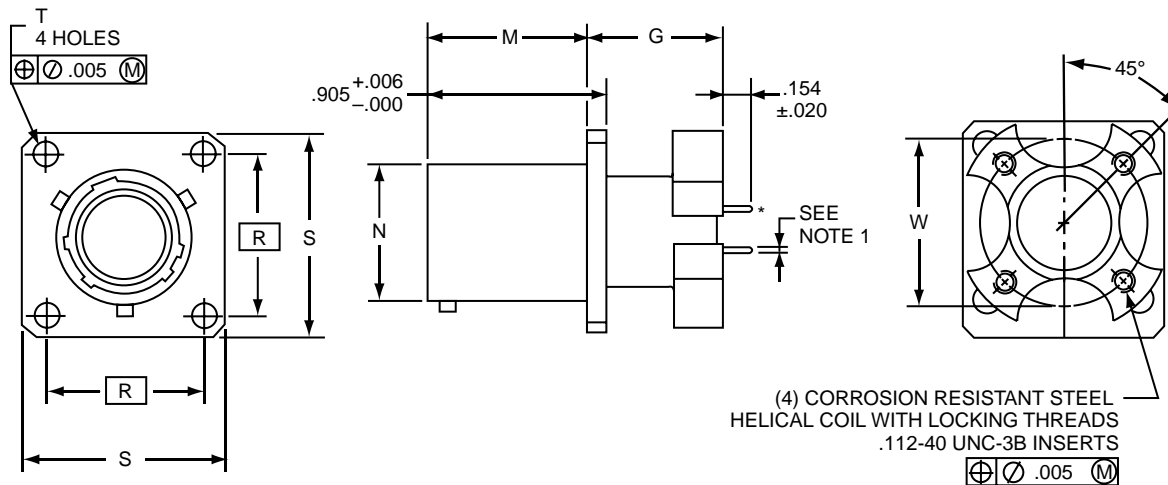 T
4 HOLES
⌖ ⌀ .005 Ⓜ
R
S
R
S
M
G
.905 +.006
–.000
.154
±.020
N
*
SEE
NOTE 1
45°
W
(4) CORROSION RESISTANT STEEL
HELICAL COIL WITH LOCKING THREADS
.112-40 UNC-3B INSERTS
⌖ ⌀ .005 Ⓜ